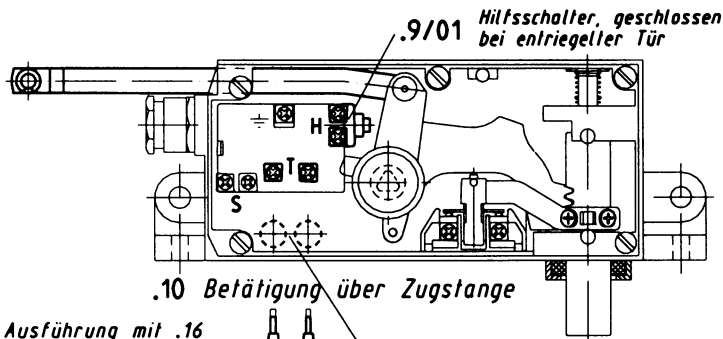 .9/01 Hilfsschalter, geschlossen
bei entriegelter Tür
H
T
S
.10 Betätigung über Zugstange
Ausführung mit .16